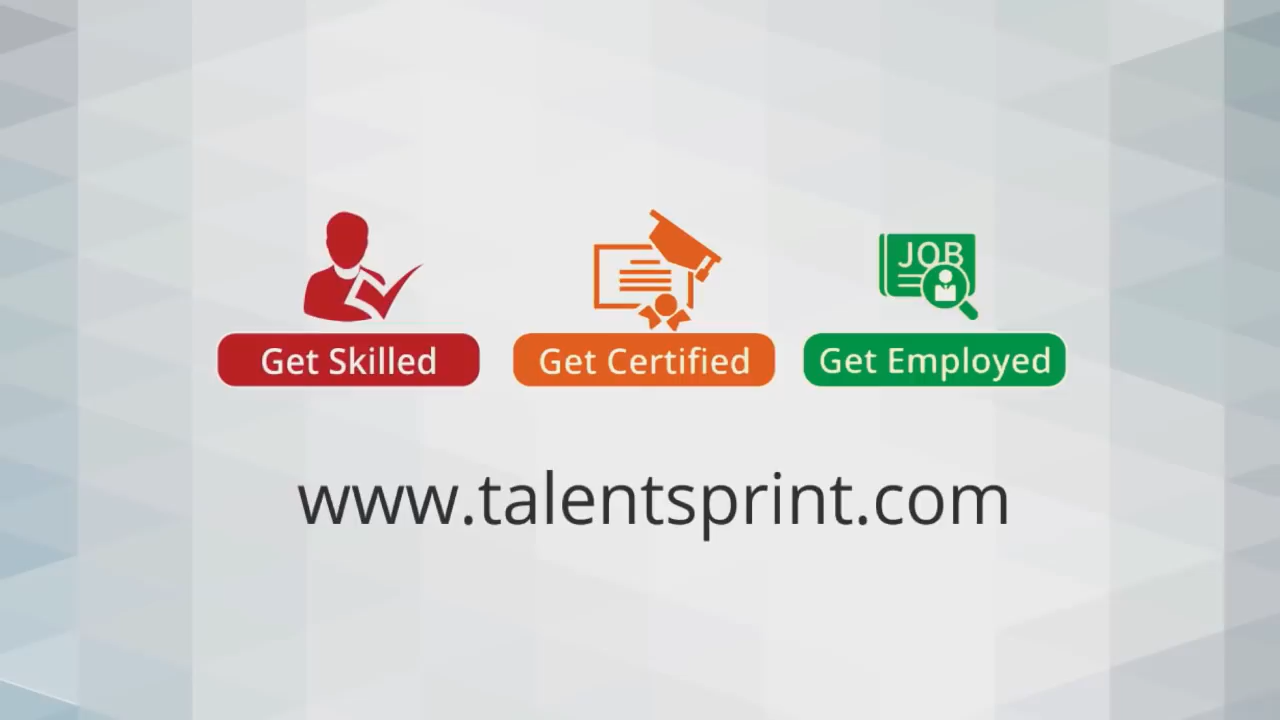 JOB
Get Skilled
Get Certified
Get Employed
www.talentsprint.com